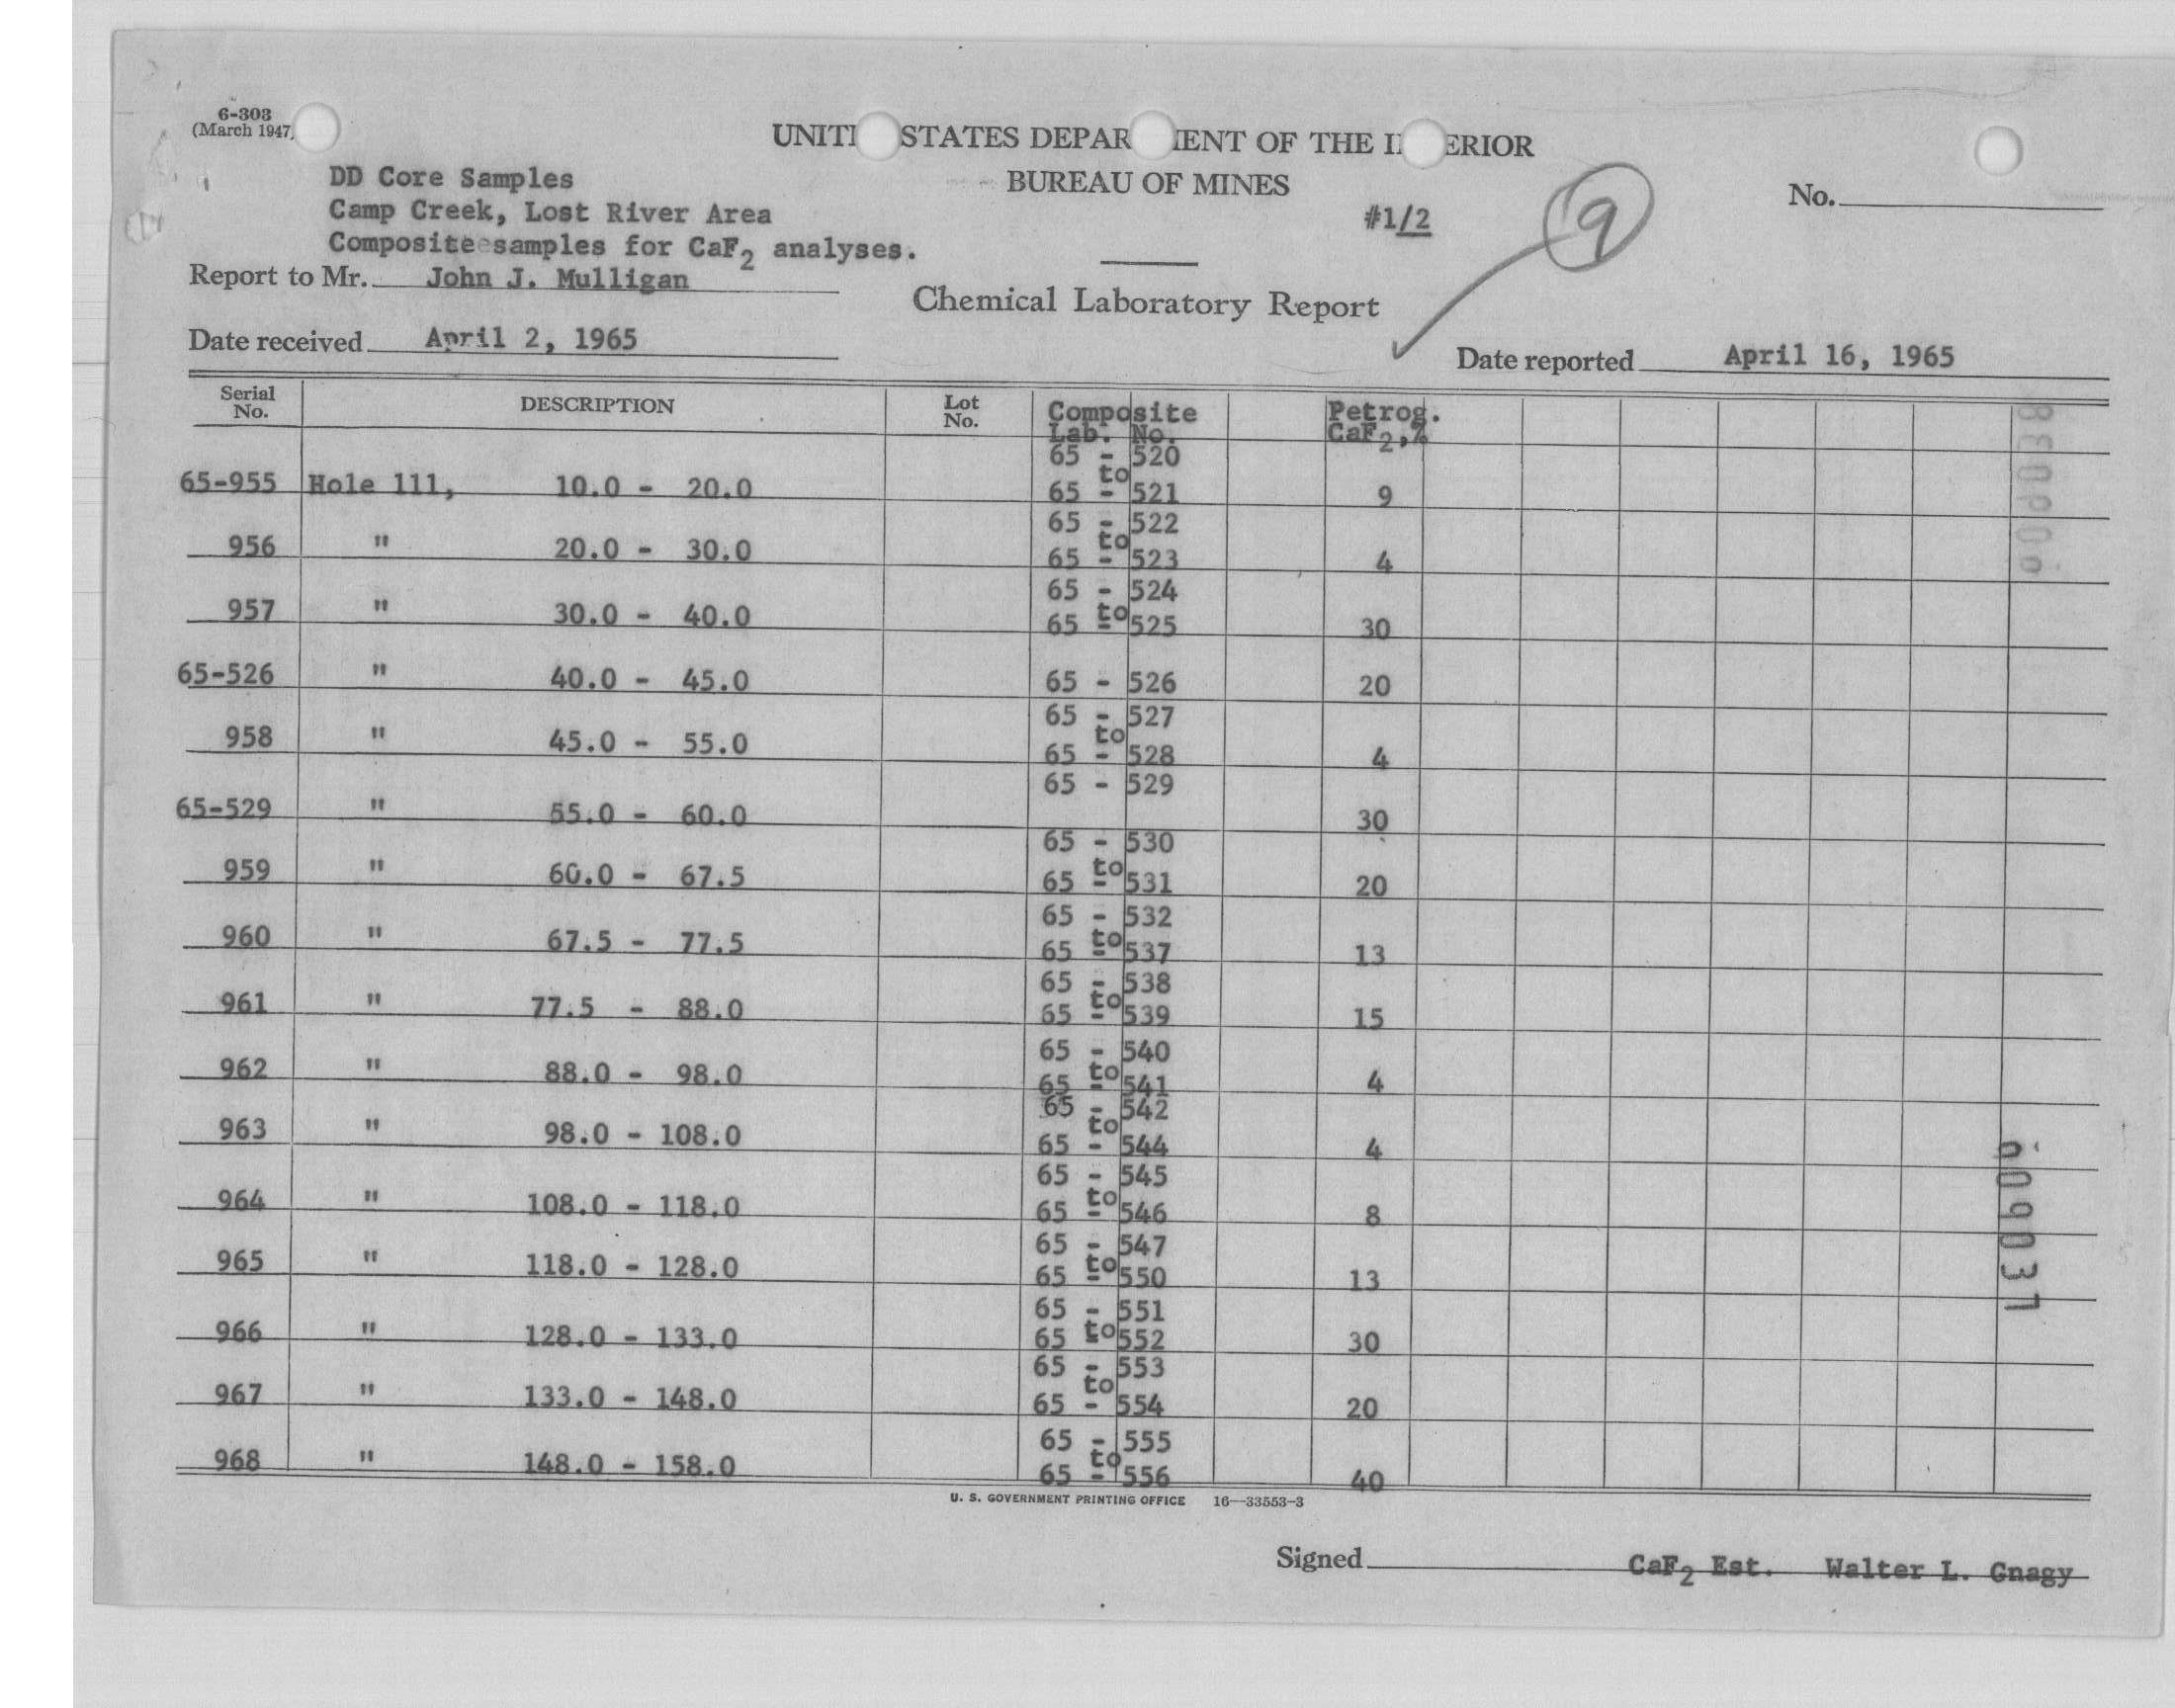 6-303
(March 1947)
UNITED STATES DEPARTMENT OF THE INTERIOR
BUREAU OF MINES
DD Core Samples
Camp Creek, Lost River Area
Composite samples for CaF2 analyses.
#1/2
9
No.
Report to Mr. John J. Mulligan
Chemical Laboratory Report
Date received April 2, 1965
Date reported April 16, 1965
Serial No. DESCRIPTION Lot No. Composite Lab. No. Petrog. CaF2,%
65-955 Hole 111, 10.0 - 20.0 65 - 520 to 65 - 521 9
956 " 20.0 - 30.0 65 - 522 to 65 - 523 4
957 " 30.0 - 40.0 65 - 524 to 65 - 525 30
65-526 " 40.0 - 45.0 65 - 526 20
958 " 45.0 - 55.0 65 - 527 to 65 - 528 4
65-529 " 55.0 - 60.0 65 - 529 30
959 " 60.0 - 67.5 65 - 530 to 65 - 531 20
960 " 67.5 - 77.5 65 - 532 to 65 - 537 13
961 " 77.5 - 88.0 65 - 538 to 65 - 539 15
962 " 88.0 - 98.0 65 - 540 to 65 - 541 4
963 " 98.0 - 108.0 65 - 542 to 65 - 544 4
964 " 108.0 - 118.0 65 - 545 to 65 - 546 8
965 " 118.0 - 128.0 65 - 547 to 65 - 550 13
966 " 128.0 - 133.0 65 - 551 to 65 - 552 30
967 " 133.0 - 148.0 65 - 553 to 65 - 554 20
968 " 148.0 - 158.0 65 - 555 to 65 - 556 40
U. S. GOVERNMENT PRINTING OFFICE 16—33553-3
Signed CaF2 Est. Walter L. Gnagy